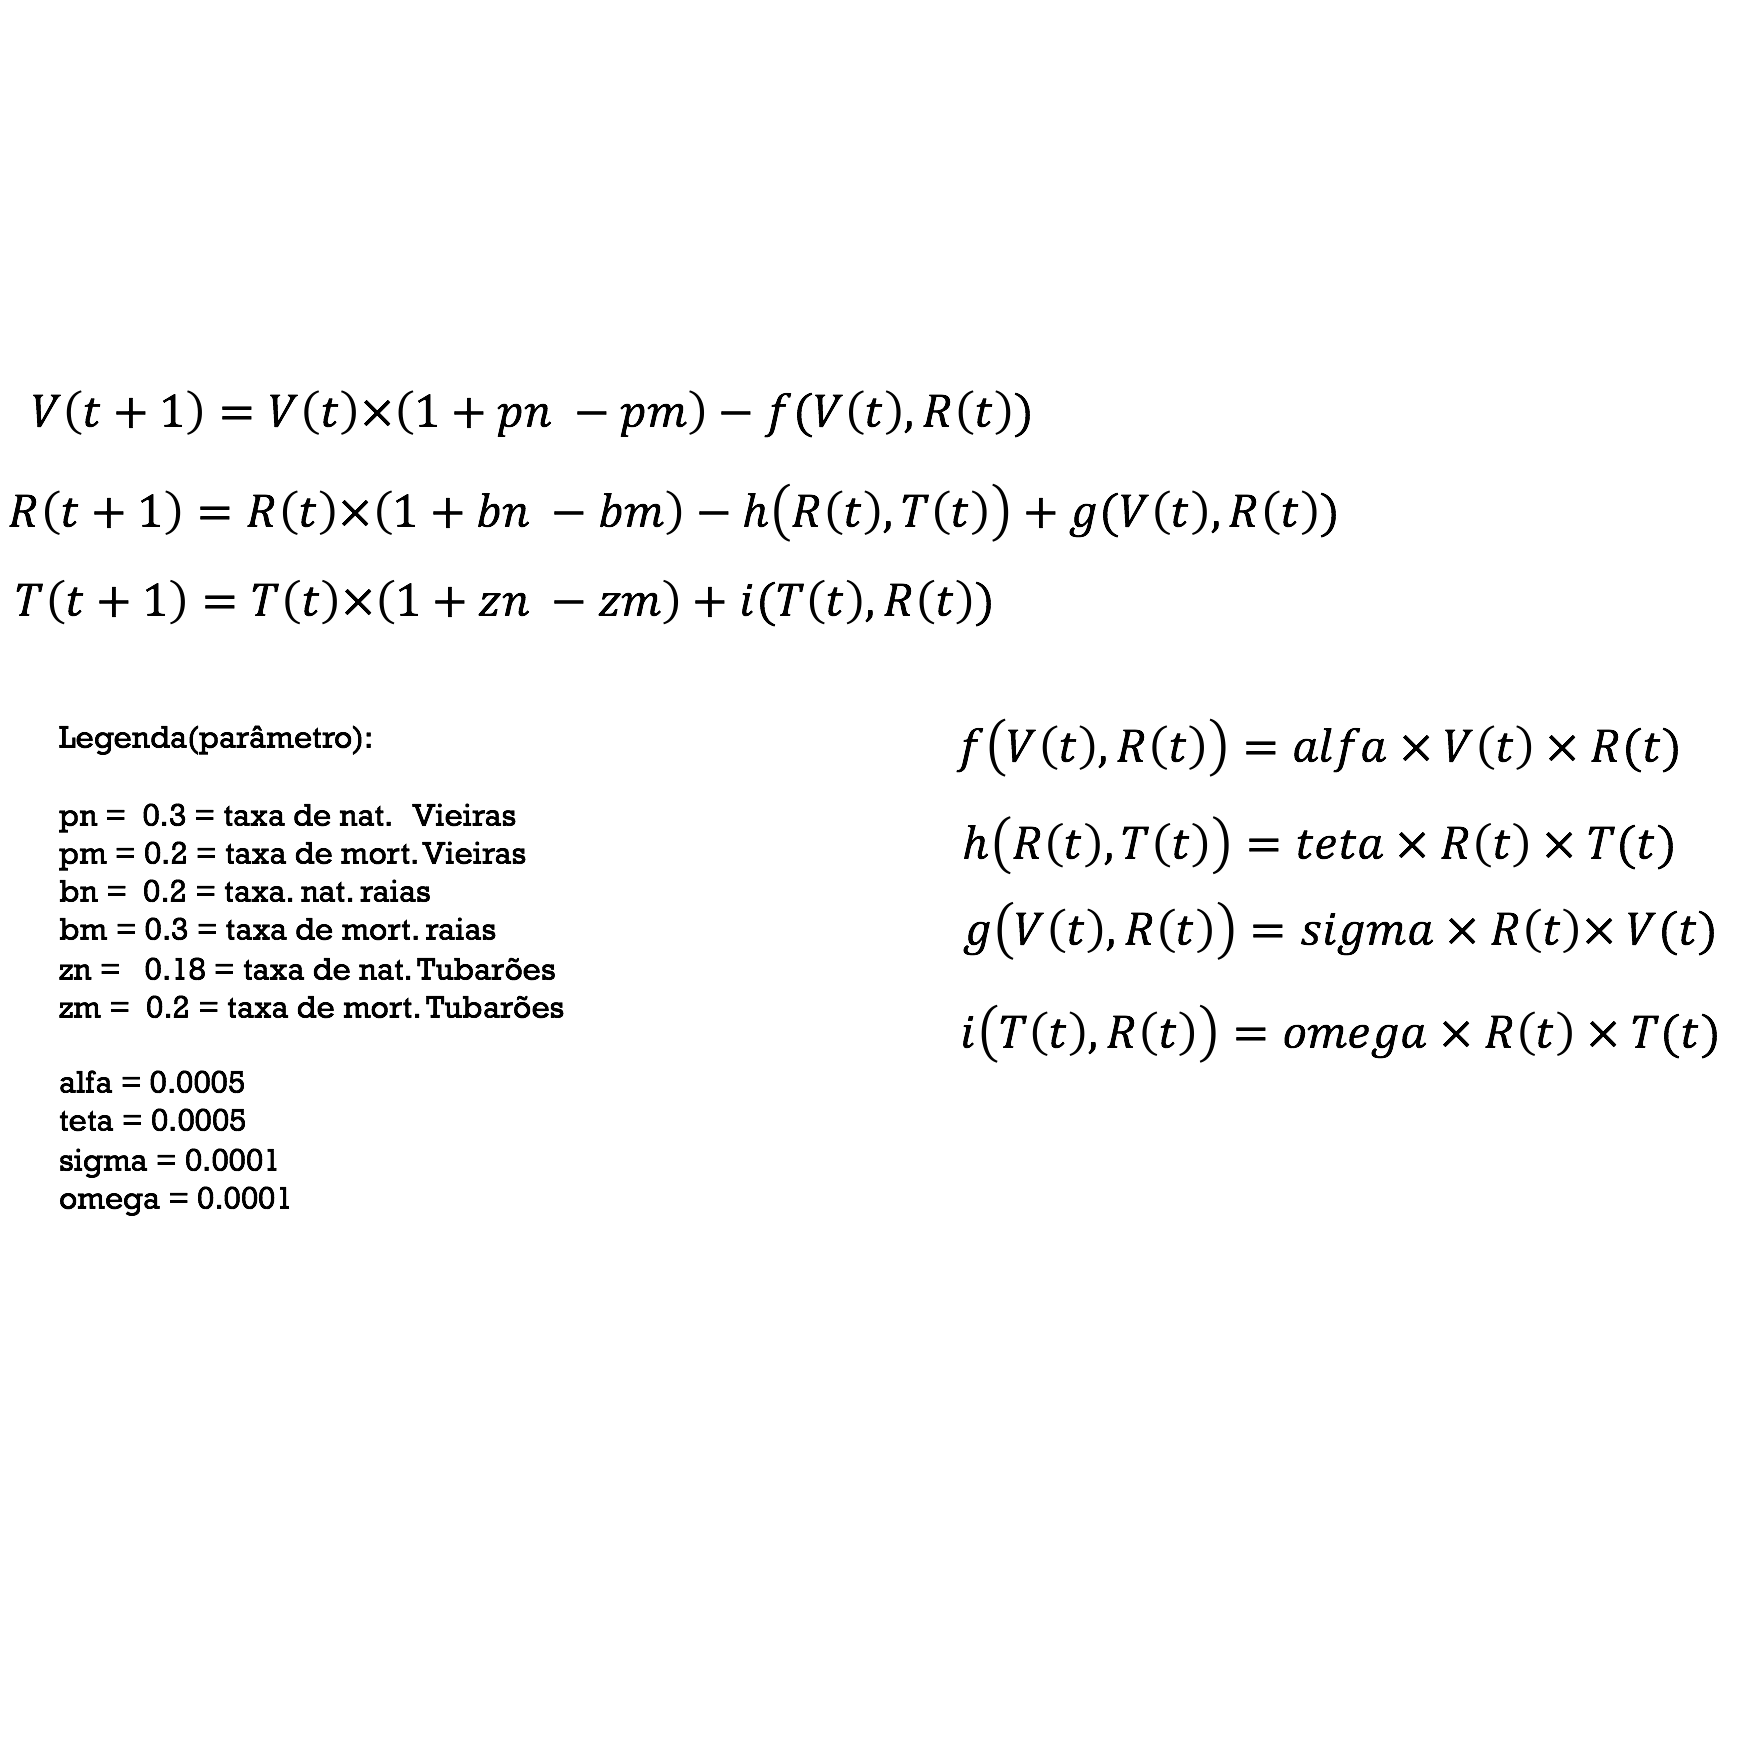 V(t + 1) = V(t)×(1 + pn − pm) − f(V(t), R(t))
R(t + 1) = R(t)×(1 + bn − bm) − h(R(t), T(t)) + g(V(t), R(t))
T(t + 1) = T(t)×(1 + zn − zm) + i(T(t), R(t))
Legenda(parâmetro):
pn = 0.3 = taxa de nat. Vieiras
pm = 0.2 = taxa de mort. Vieiras
bn = 0.2 = taxa. nat. raias
bm = 0.3 = taxa de mort. raias
zn = 0.18 = taxa de nat. Tubarões
zm = 0.2 = taxa de mort. Tubarões
alfa = 0.0005
teta = 0.0005
sigma = 0.0001
omega = 0.0001
f(V(t), R(t)) = alfa × V(t) × R(t)
h(R(t), T(t)) = teta × R(t) × T(t)
g(V(t), R(t)) = sigma × R(t)× V(t)
i(T(t), R(t)) = omega × R(t) × T(t)